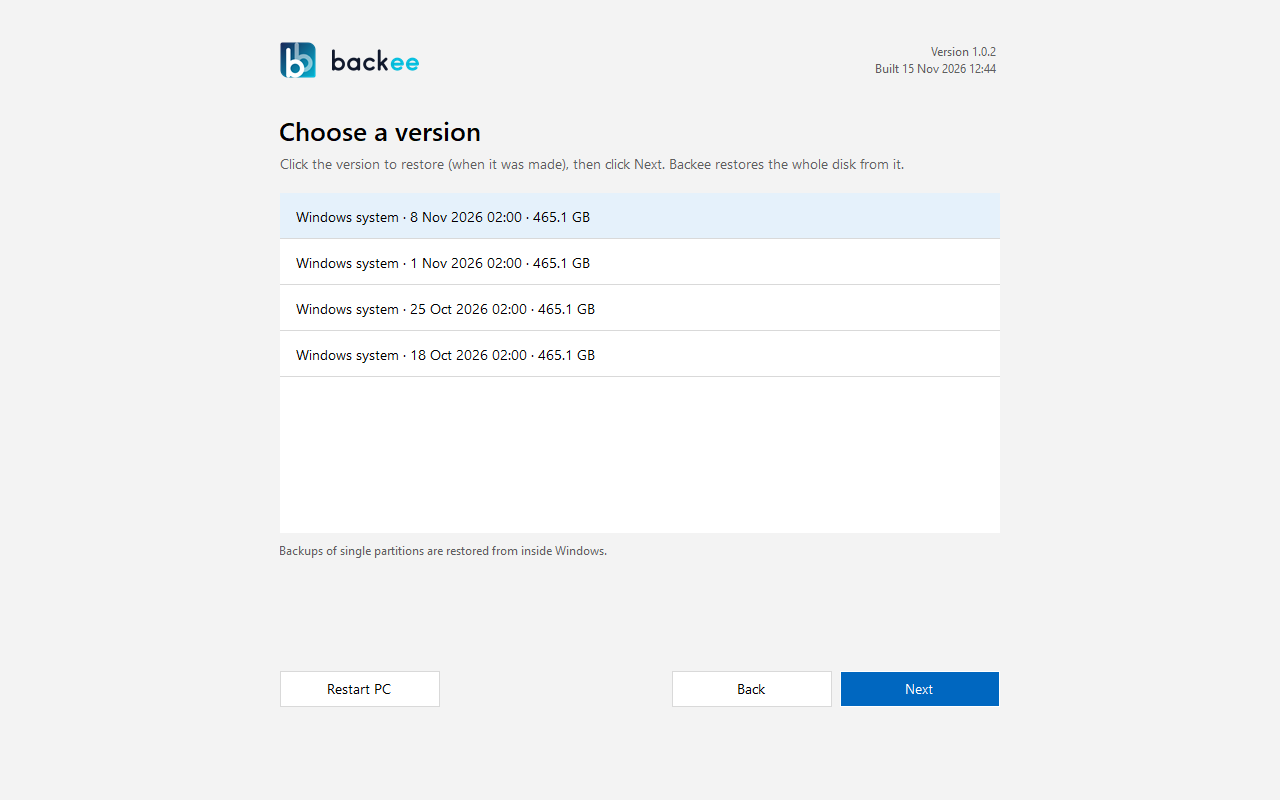 backee
Version 1.0.2
Built 15 Nov 2026 12:44
Choose a version
Click the version to restore (when it was made), then click Next. Backee restores the whole disk from it.
Windows system · 8 Nov 2026 02:00 · 465.1 GB
Windows system · 1 Nov 2026 02:00 · 465.1 GB
Windows system · 25 Oct 2026 02:00 · 465.1 GB
Windows system · 18 Oct 2026 02:00 · 465.1 GB
Backups of single partitions are restored from inside Windows.
Restart PC
Back
Next